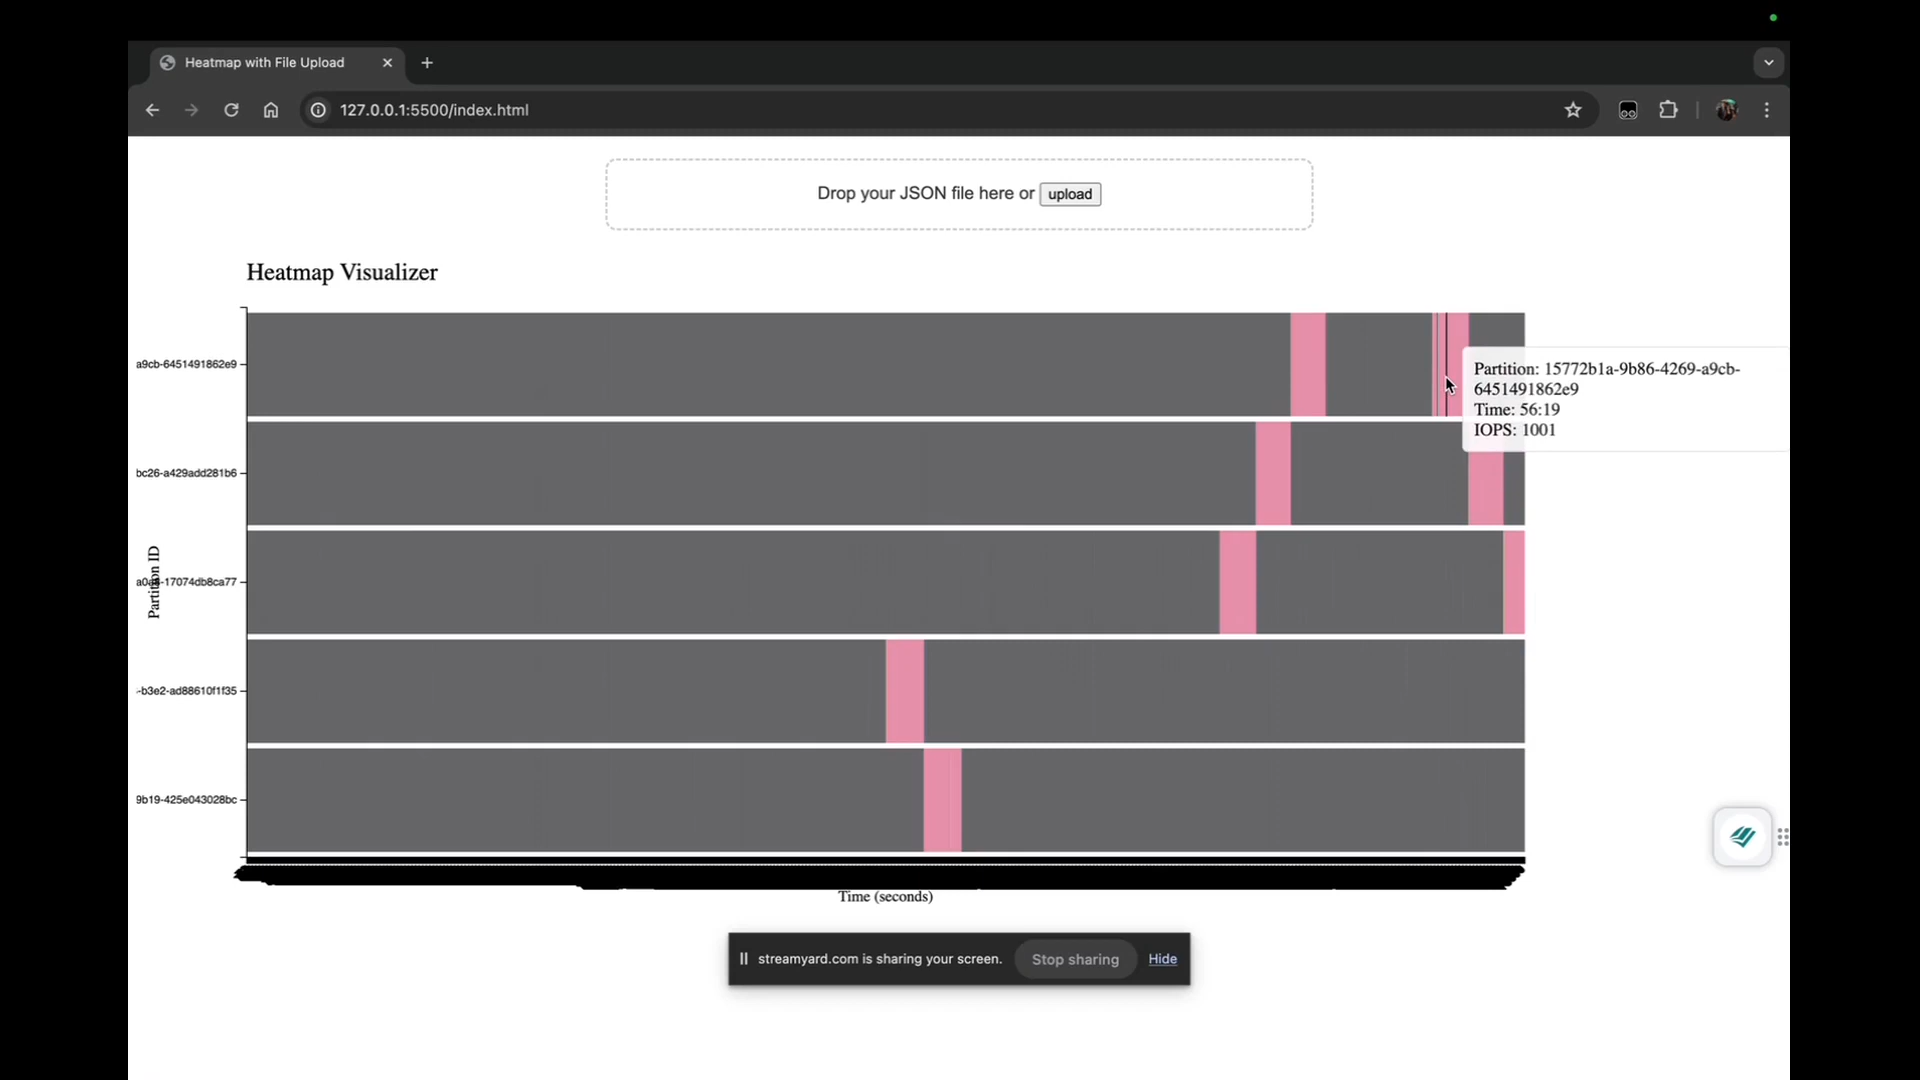 Heatmap with File Upload
127.0.0.1:5500/index.html
Drop your JSON file here or upload
Heatmap Visualizer
a9cb-6451491862e9
Partition: 15772b1a-9b86-4269-a9cb-
6451491862e9
Time: 56:19
IOPS: 1001
bc26-a429add281b6
Partition ID
-17074db8ca77
-b3e2-ad88610f1f35
9b19-425e043028bc
Time (seconds)
streamyard.com is sharing your screen.
Stop sharing
Hide